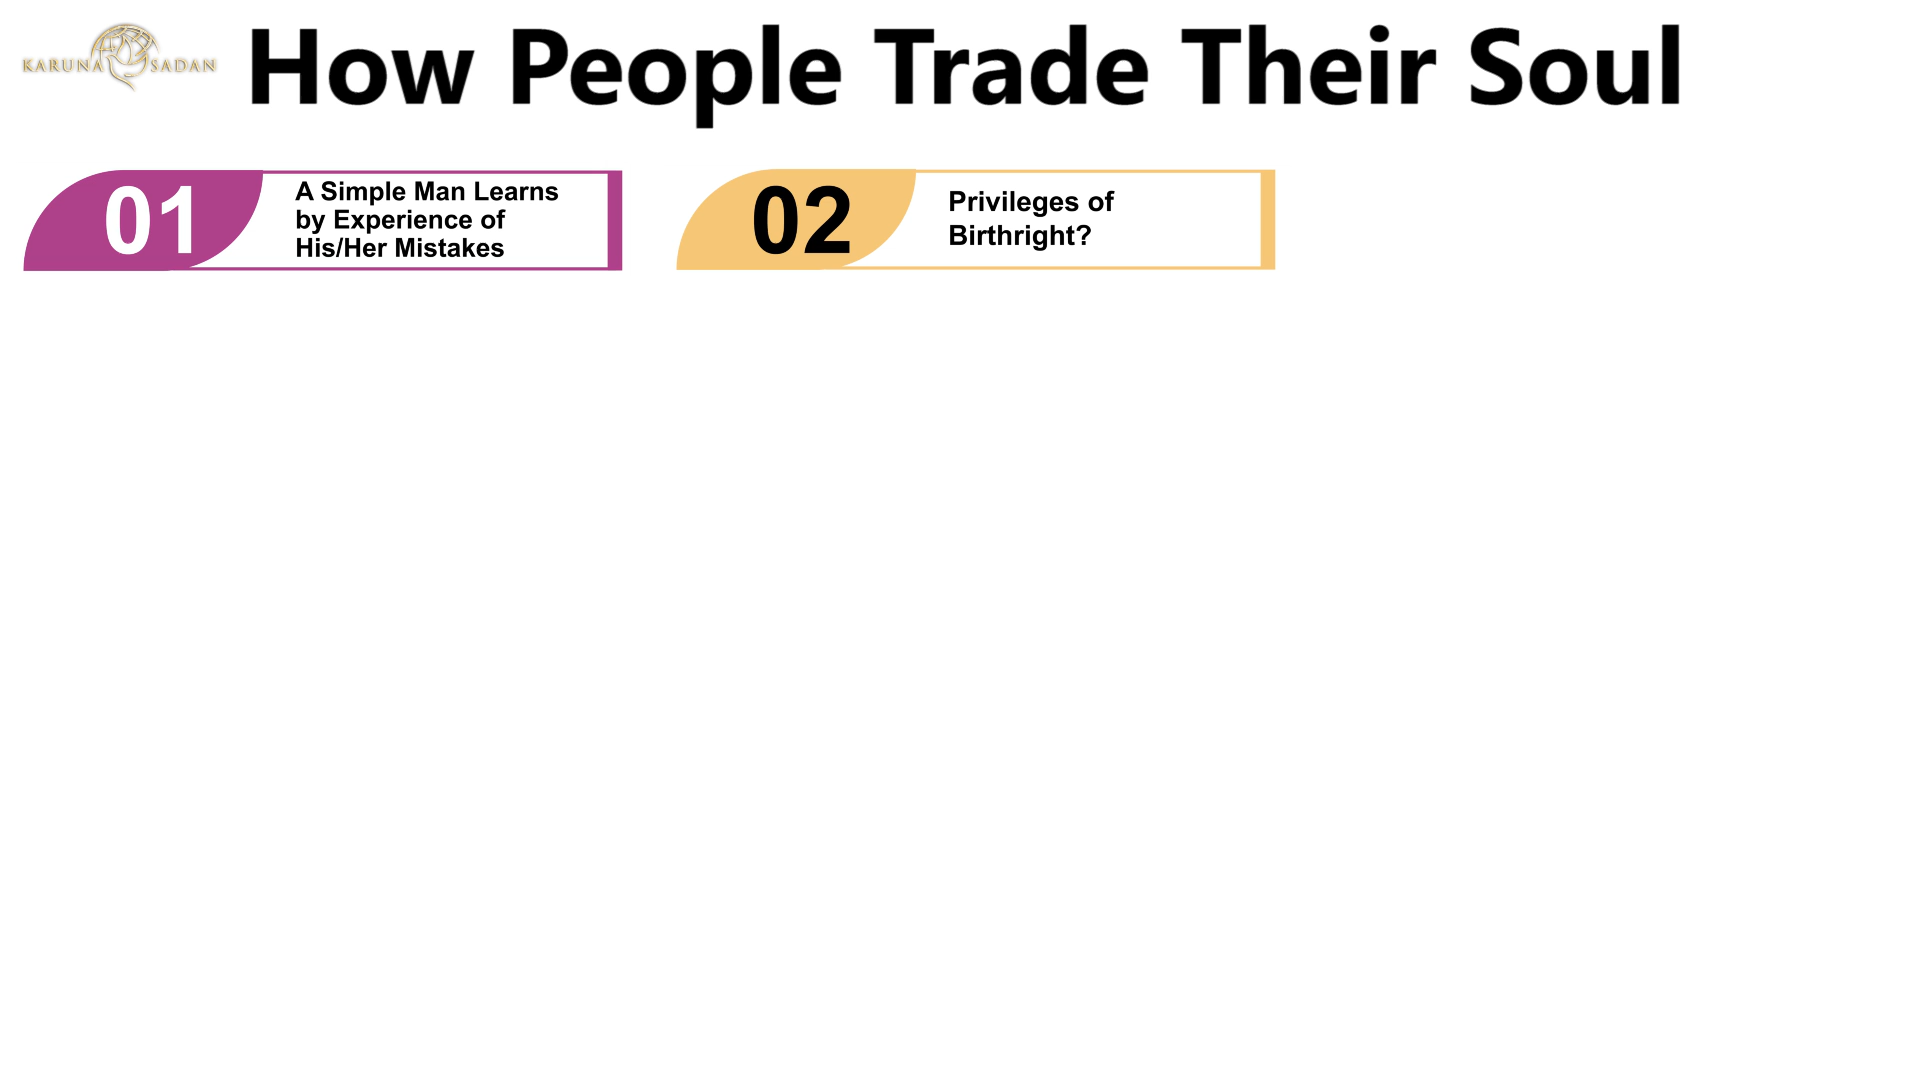 KARUNA SADAN
How People Trade Their Soul
01
A Simple Man Learns
by Experience of
His/Her Mistakes
02
Privileges of
Birthright?